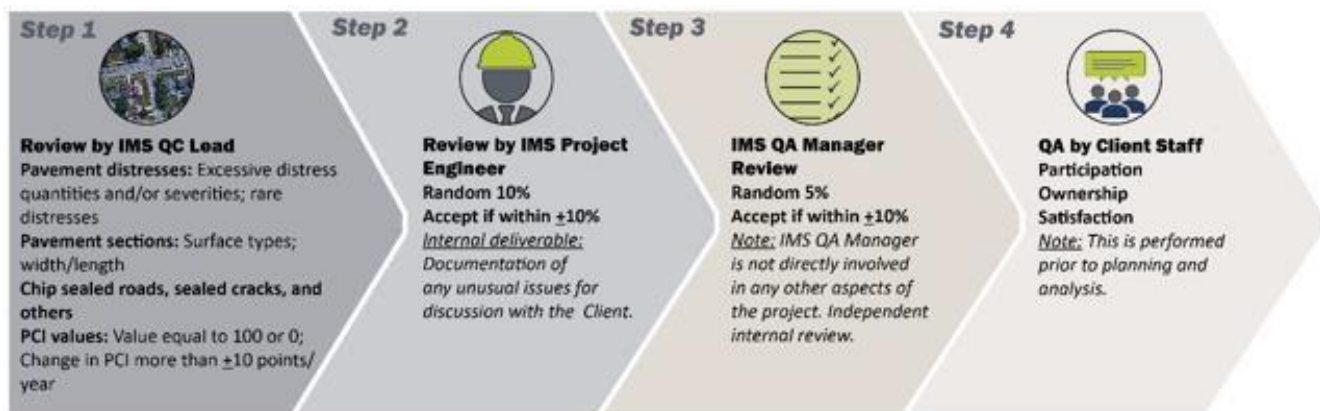 Step 1
Review by IMS QC Lead
Pavement distresses: Excessive distress
quantities and/or severities; rare
distresses
Pavement sections: Surface types;
width/length
Chip sealed roads, sealed cracks, and
others
PCI values: Value equal to 100 or 0;
Change in PCI more than ±10 points/
year
Step 2
Review by IMS Project
Engineer
Random 10%
Accept if within ±10%
Internal deliverable:
Documentation of
any unusual issues for
discussion with the Client.
Step 3
IMS QA Manager
Review
Random 5%
Accept if within ±10%
Note: IMS QA Manager
is not directly involved
in any other aspects of
the project. Independent
internal review.
Step 4
QA by Client Staff
Participation
Ownership
Satisfaction
Note: This is performed
prior to planning and
analysis.